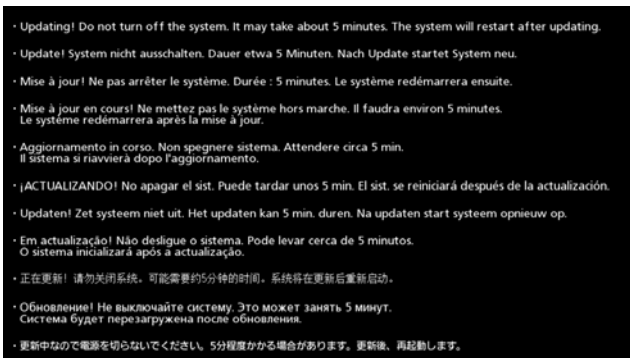 · Updating! Do not turn off the system. It may take about 5 minutes. The system will restart after updating.
· Update! System nicht ausschalten. Dauer etwa 5 Minuten. Nach Update startet System neu.
· Mise à jour! Ne pas arrêter le système. Durée : 5 minutes. Le système redémarrera ensuite.
· Mise à jour en cours! Ne mettez pas le système hors marche. Il faudra environ 5 minutes.
Le système redémarrera après la mise à jour.
· Aggiornamento in corso. Non spegnere sistema. Attendere circa 5 min.
Il sistema si riavvierà dopo l'aggiornamento.
· ¡ACTUALIZANDO! No apagar el sist. Puede tardar unos 5 min. El sist. se reiniciará después de la actualización.
· Updaten! Zet systeem niet uit. Het updaten kan 5 min. duren. Na updaten start systeem opnieuw op.
· Em actualização! Não desligue o sistema. Pode levar cerca de 5 minutos.
O sistema inicializará após a actualização.
· 正在更新！请勿关闭系统。可能需要约5分钟的时间。系统将在更新后重新启动。
· Обновление! Не выключайте систему. Это может занять 5 минут.
Система будет перезагружена после обновления.
· 更新中なので電源を切らないでください。5分程度かかる場合があります。更新後、再起動します。